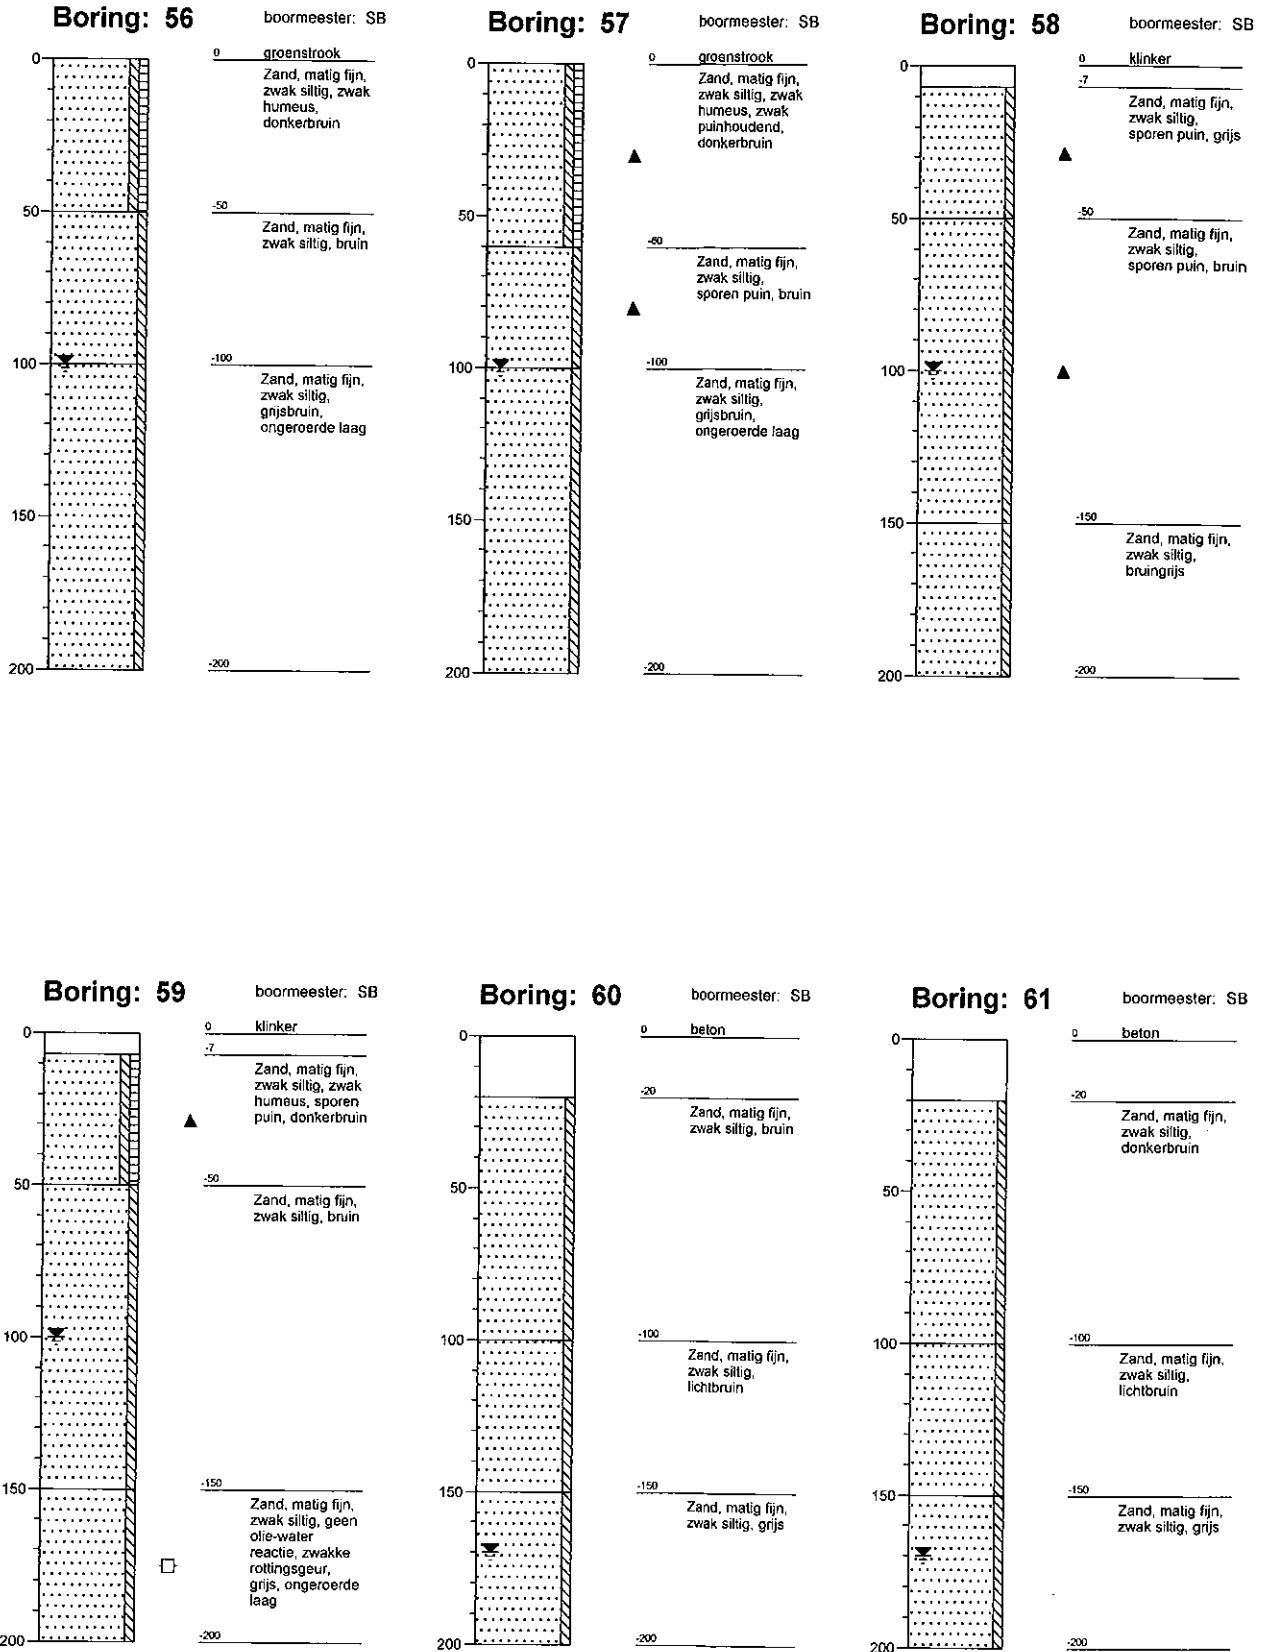 Boring: 56
boormeester: SB
0
50
100
150
200
0 groenstrook
Zand, matig fijn,
zwak siltig, zwak
humeus,
donkerbruin
-50
Zand, matig fijn,
zwak siltig, bruin
-100
Zand, matig fijn,
zwak siltig,
grijsbruin,
ongeroerde laag
-200
Boring: 57
boormeester: SB
0
50
100
150
200
0 groenstrook
Zand, matig fijn,
zwak siltig, zwak
humeus, zwak
puinhoudend,
donkerbruin
-60
Zand, matig fijn,
zwak siltig,
sporen puin, bruin
-100
Zand, matig fijn,
zwak siltig,
grijsbruin,
ongeroerde laag
-200
Boring: 58
boormeester: SB
0
50
100
150
200
0 klinker
-7
Zand, matig fijn,
zwak siltig,
sporen puin, grijs
-50
Zand, matig fijn,
zwak siltig,
sporen puin, bruin
-150
Zand, matig fijn,
zwak siltig,
bruingrijs
-200
Boring: 59
boormeester: SB
0
50
100
150
200
0 klinker
-7
Zand, matig fijn,
zwak siltig, zwak
humeus, sporen
puin, donkerbruin
-50
Zand, matig fijn,
zwak siltig, bruin
-150
Zand, matig fijn,
zwak siltig, geen
olie-water
reactie, zwakke
rottingsgeur,
grijs, ongeroerde
laag
-200
Boring: 60
boormeester: SB
0
50
100
150
200
0 beton
-20
Zand, matig fijn,
zwak siltig, bruin
-100
Zand, matig fijn,
zwak siltig,
lichtbruin
-150
Zand, matig fijn,
zwak siltig, grijs
-200
Boring: 61
boormeester: SB
0
50
100
150
200
0 beton
-20
Zand, matig fijn,
zwak siltig,
donkerbruin
-100
Zand, matig fijn,
zwak siltig,
lichtbruin
-150
Zand, matig fijn,
zwak siltig, grijs
-200